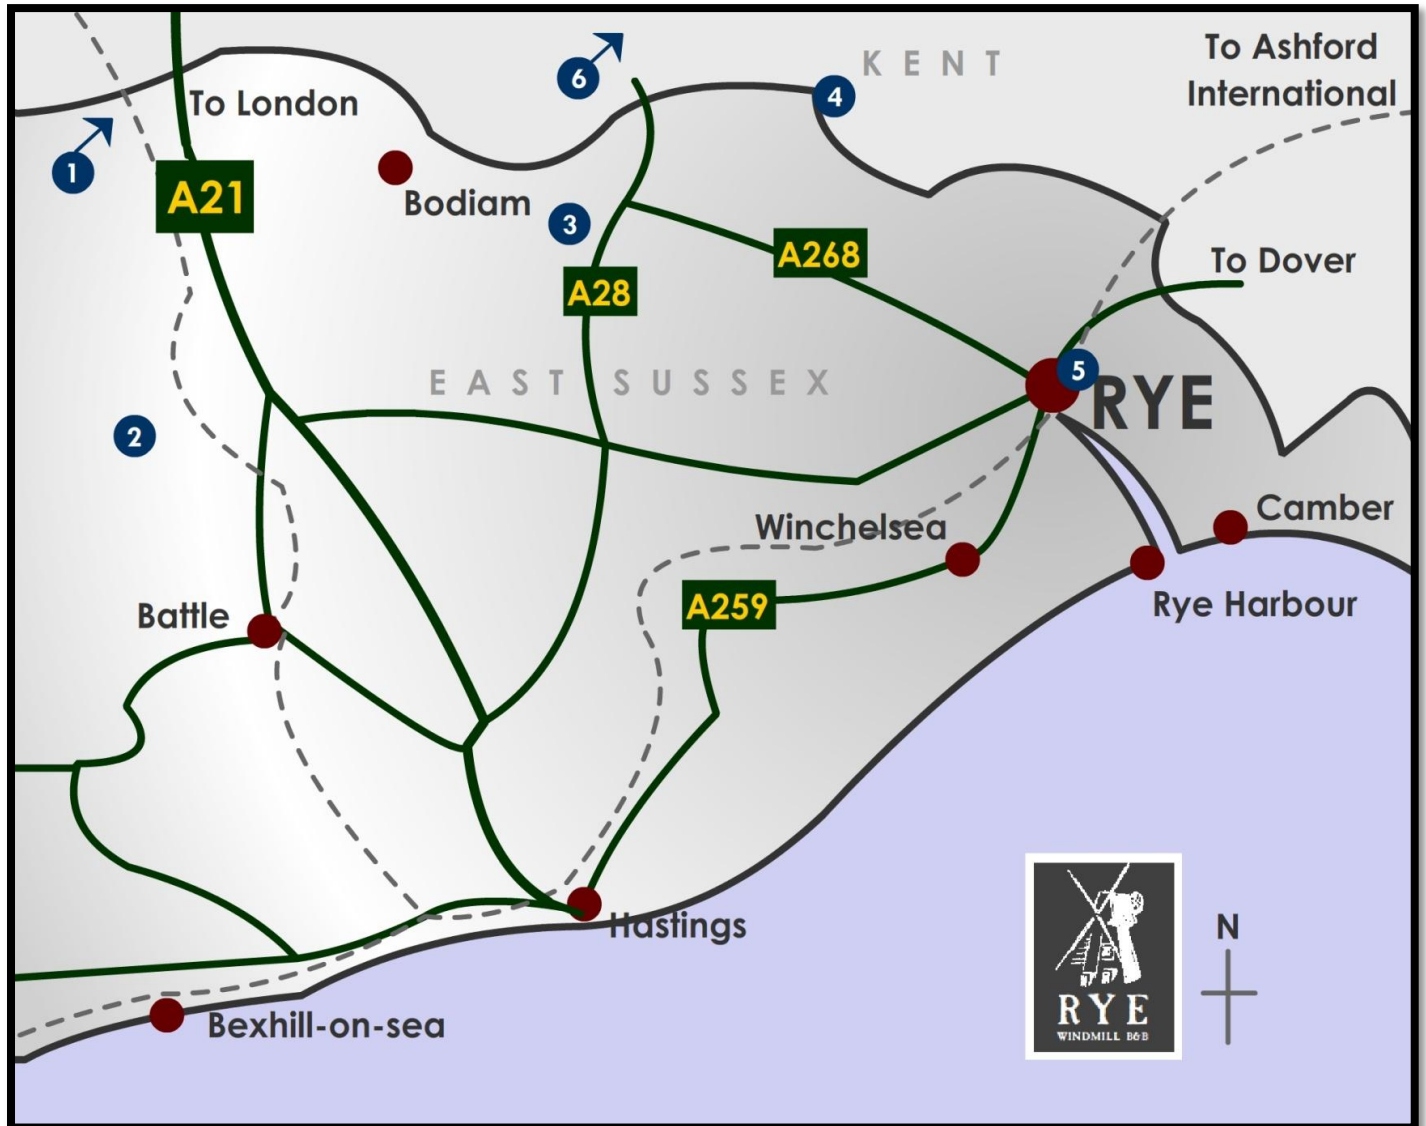 6
KENT
4
To Ashford
International
To London
1
A21
Bodiam
3
A268
To Dover
A28
EAST SUSSEX
5
RYE
2
Winchelsea
Camber
A259
Rye Harbour
Battle
Hastings
N
RYE
WINDMILL B&B
Bexhill-on-sea